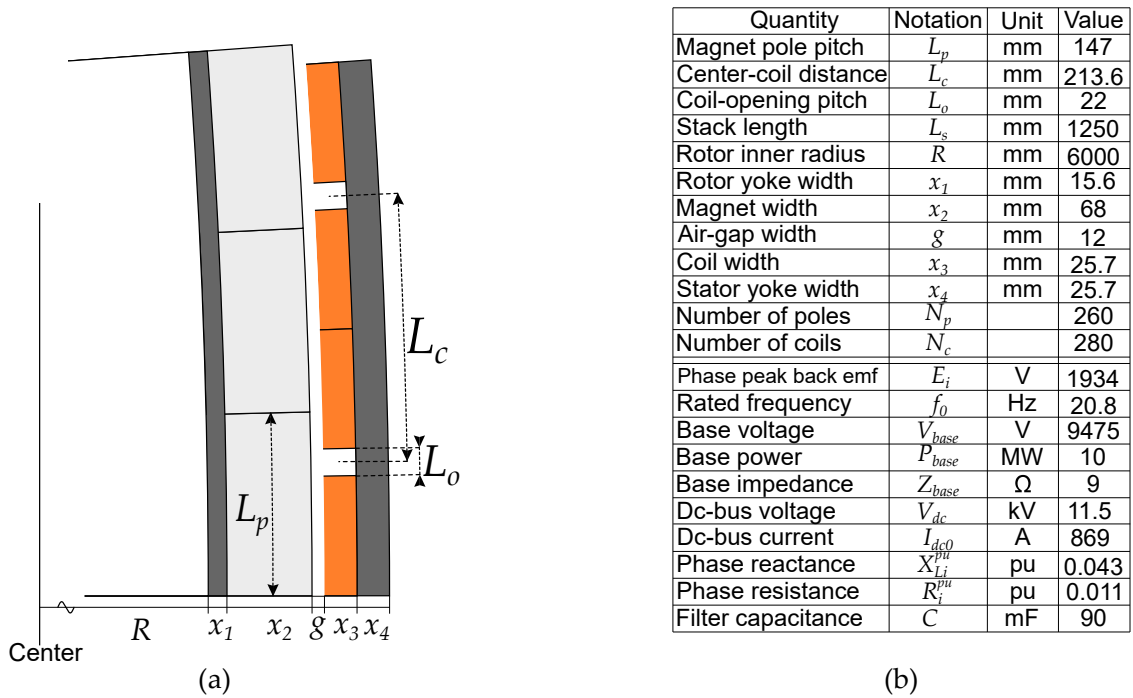 L_c
L_o
L_p
R x_1 x_2 g x_3 x_4
Center
(a)
Quantity Notation Unit Value
Magnet pole pitch L_p mm 147
Center-coil distance L_c mm 213.6
Coil-opening pitch L_o mm 22
Stack length L_s mm 1250
Rotor inner radius R mm 6000
Rotor yoke width x_1 mm 15.6
Magnet width x_2 mm 68
Air-gap width g mm 12
Coil width x_3 mm 25.7
Stator yoke width x_4 mm 25.7
Number of poles N_p 260
Number of coils N_c 280
Phase peak back emf E_i V 1934
Rated frequency f_0 Hz 20.8
Base voltage V_base V 9475
Base power P_base MW 10
Base impedance Z_base Ω 9
Dc-bus voltage V_dc kV 11.5
Dc-bus current I_dc0 A 869
Phase reactance X_Li^pu pu 0.043
Phase resistance R_i^pu pu 0.011
Filter capacitance C mF 90
(b)